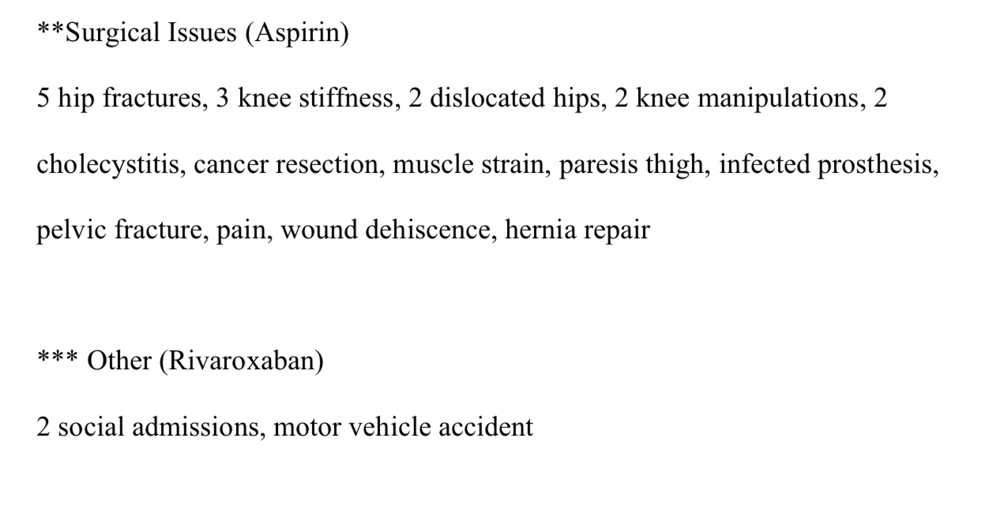 **Surgical Issues (Aspirin)
5 hip fractures, 3 knee stiffness, 2 dislocated hips, 2 knee manipulations, 2
cholecystitis, cancer resection, muscle strain, paresis thigh, infected prosthesis,
pelvic fracture, pain, wound dehiscence, hernia repair
*** Other (Rivaroxaban)
2 social admissions, motor vehicle accident